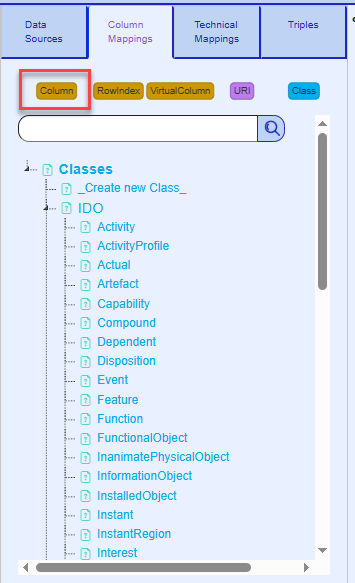 Data Sources
Column Mappings
Technical Mappings
Triples
Column
RowIndex
VirtualColumn
URI
Class
Classes
_Create new Class_
IDO
Activity
ActivityProfile
Actual
Artefact
Capability
Compound
Dependent
Disposition
Event
Feature
Function
FunctionalObject
InanimatePhysicalObject
InformationObject
InstalledObject
Instant
InstantRegion
Interest